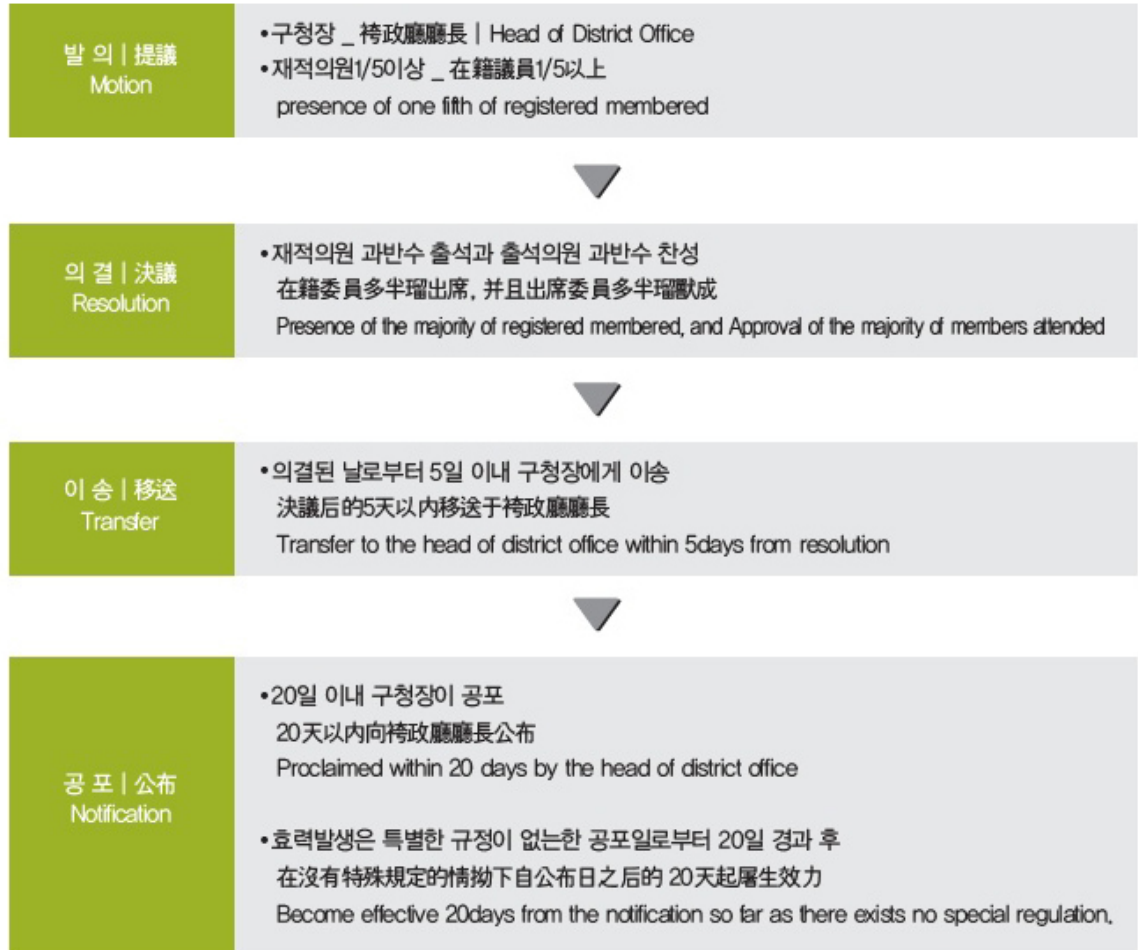 발 의 | 提議
Motion
•구청장 _ 袴政廳廳長 | Head of District Office
•재적의원1/5이상 _ 在籍議員1/5以上
presence of one fifth of registered membered
의 결 | 決議
Resolution
•재적의원 과반수 출석과 출석의원 과반수 찬성
在籍委員多半瑠出席, 并且出席委員多半瑠獸成
Presence of the majority of registered membered, and Approval of the majority of members attended
이 송 | 移送
Transfer
•의결된 날로부터 5일 이내 구청장에게 이송
決議后的5天以内移送于袴政廳廳長
Transfer to the head of district office within 5days from resolution
공 포 | 公布
Notification
•20일 이내 구청장이 공포
20天以内向袴政廳廳長公布
Proclaimed within 20 days by the head of district office
•효력발생은 특별한 규정이 없는한 공포일로부터 20일 경과 후
在沒有特殊規定的情拗下自公布日之后的 20天起屠生效力
Become effective 20days from the notification so far as there exists no special regulation.